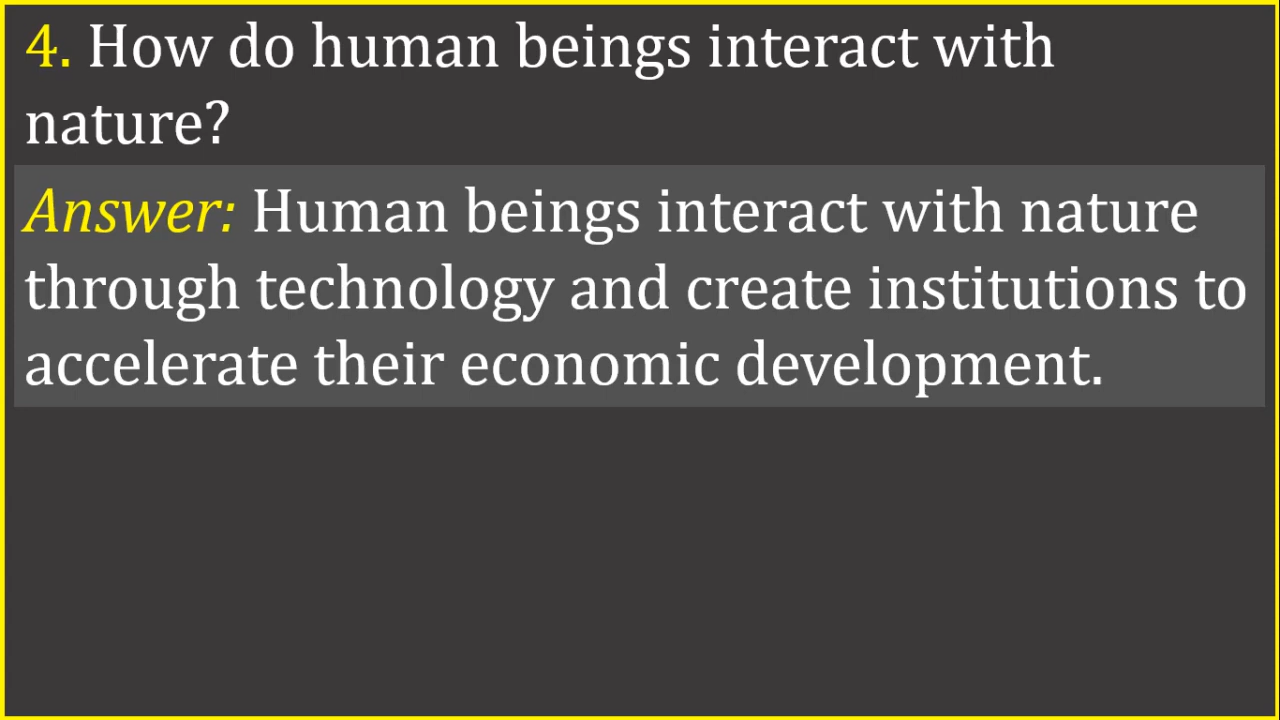 4. How do human beings interact with
nature?
Answer: Human beings interact with nature
through technology and create institutions to
accelerate their economic development.